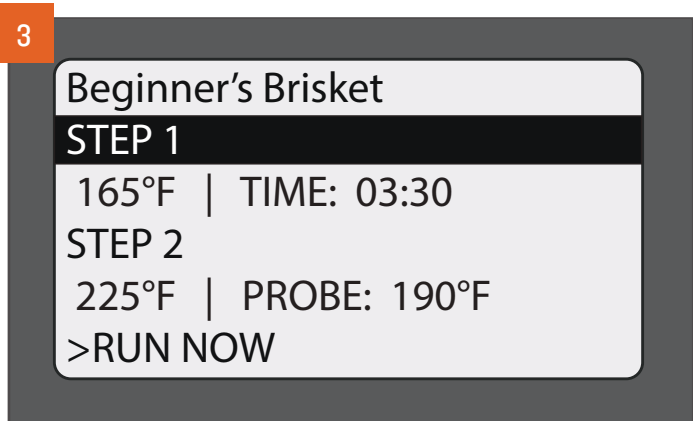 3
Beginner’s Brisket
STEP 1
165°F | TIME: 03:30
STEP 2
225°F | PROBE: 190°F
>RUN NOW